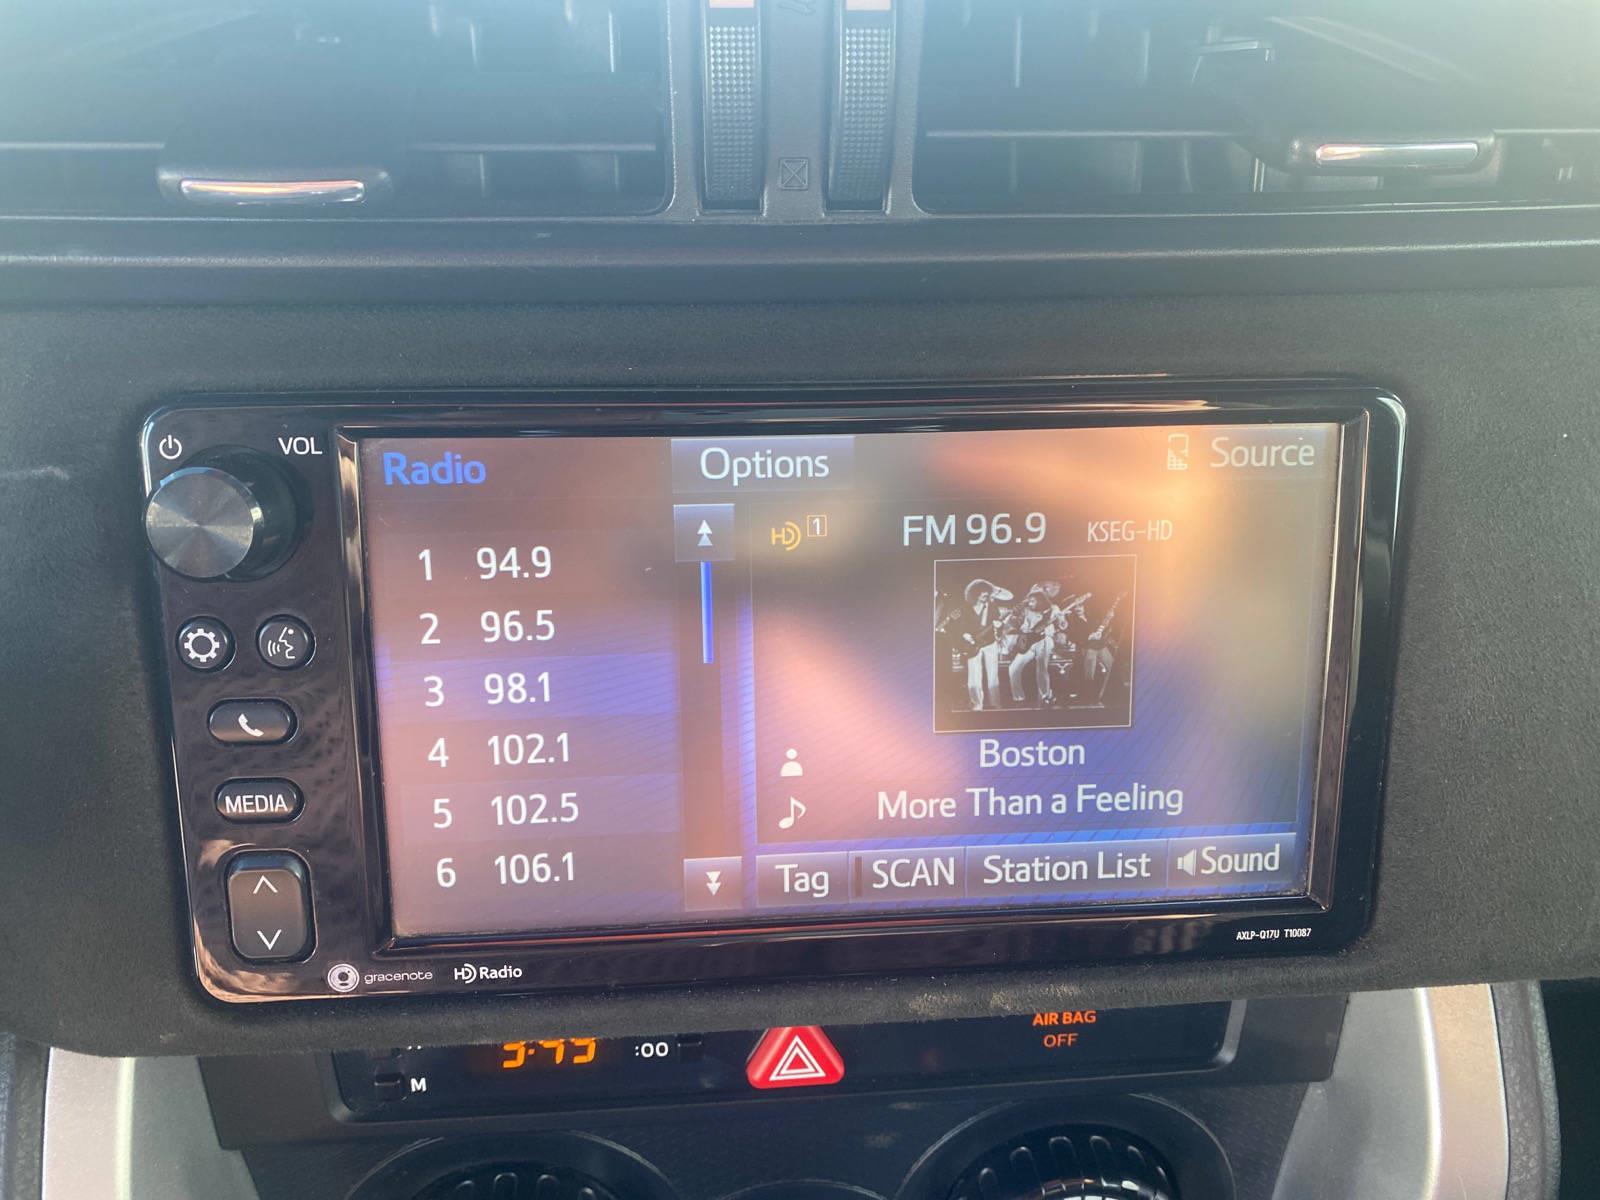 VOL
Radio
Options
Source
1 94.9
2 96.5
3 98.1
4 102.1
5 102.5
6 106.1
HD 1
FM 96.9 KSEG-HD
Boston
More Than a Feeling
Tag
SCAN
Station List
Sound
MEDIA
gracenote
HD Radio
AXLP-Q17U T10087
:00
M
AIR BAG
OFF